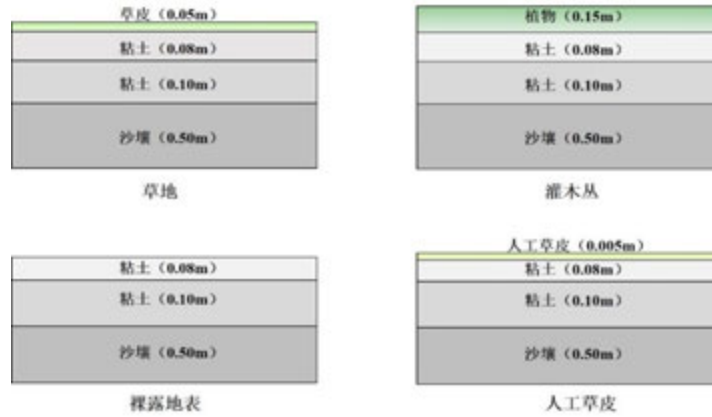 草皮（0.05m）
粘土（0.08m）
粘土（0.10m）
沙壤（0.50m）
草地
植物（0.15m）
粘土（0.08m）
粘土（0.10m）
沙壤（0.50m）
灌木丛
粘土（0.08m）
粘土（0.10m）
沙壤（0.50m）
裸露地表
人工草皮（0.005m）
粘土（0.08m）
粘土（0.10m）
沙壤（0.50m）
人工草皮